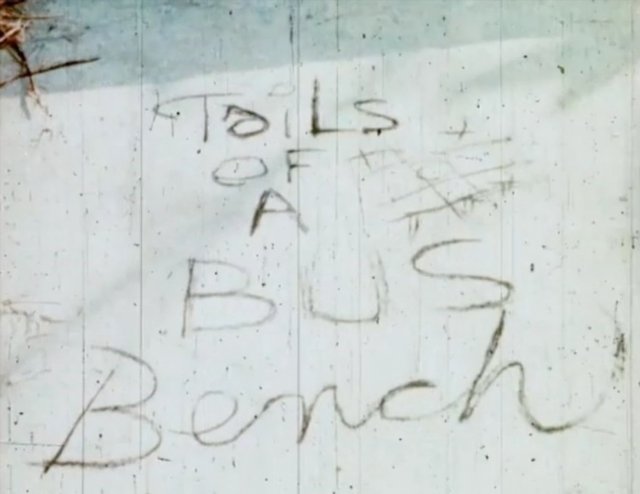 TaiLs
OF
A
BUS
Bench